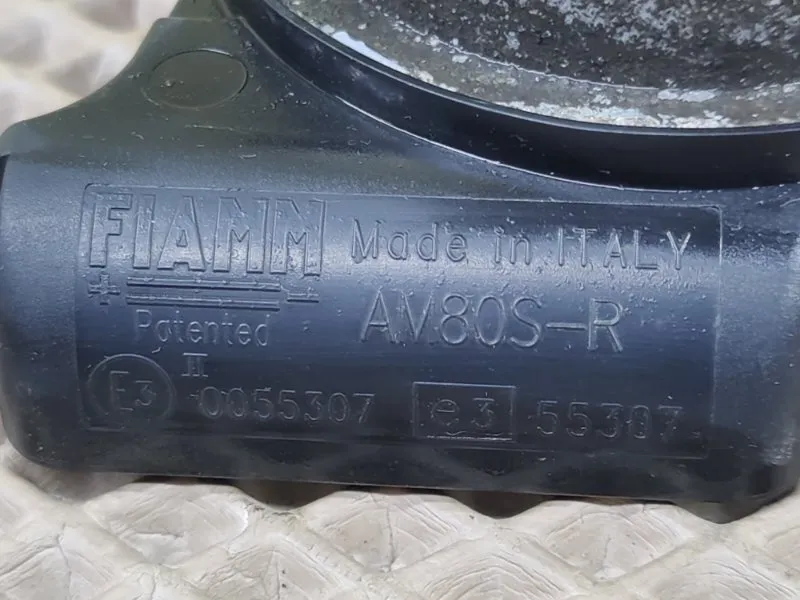 FIAMM Made in ITALY
+ -
Patented AV80S-R
E3 II 0055307 e3 55307